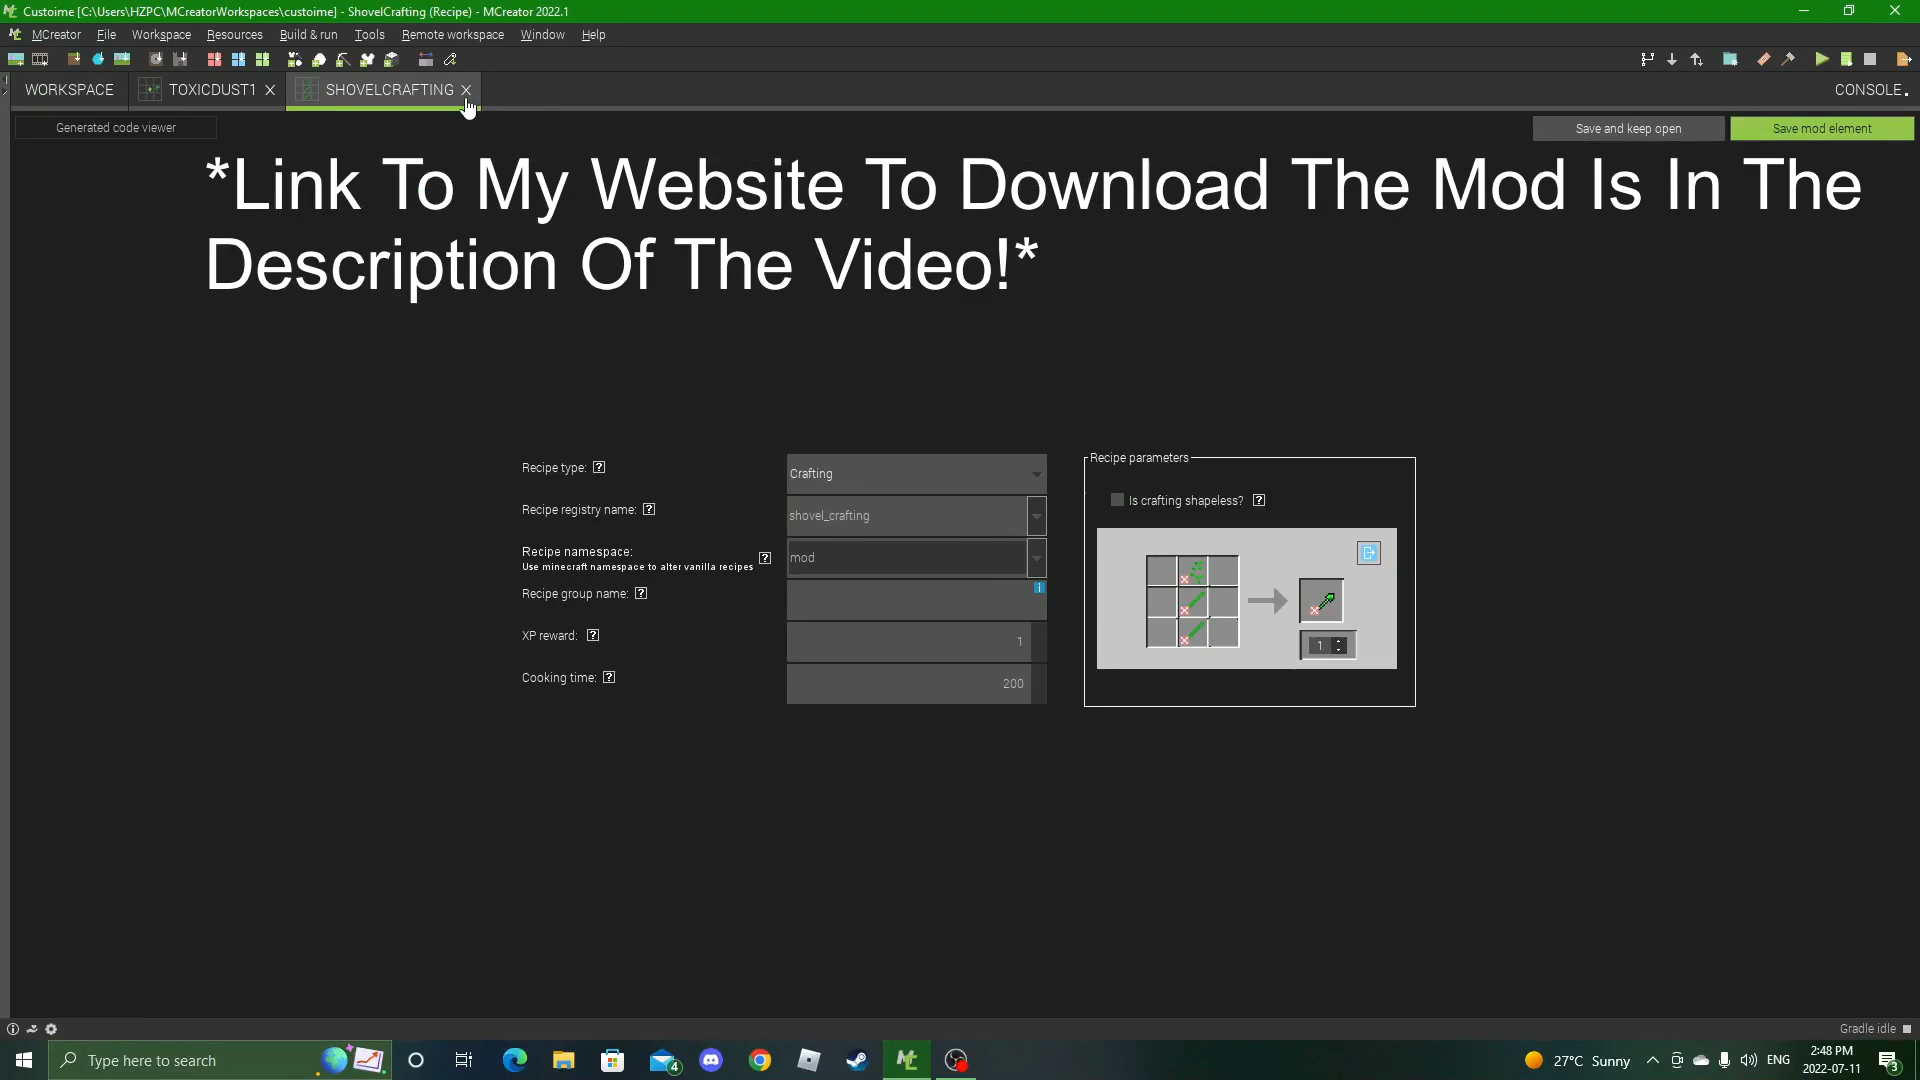 Custoime [C:\Users\HZPC\MCreatorWorkspaces\custoime] - ShovelCrafting (Recipe) - MCreator 2022.1
MCreator File Workspace Resources Build & run Tools Remote workspace Window Help
WORKSPACE TOXICDUST1 SHOVELCRAFTING CONSOLE
Generated code viewer Save and keep open Save mod element
*Link To My Website To Download The Mod Is In The
Description Of The Video!*
Recipe type: ? Crafting
Recipe registry name: ? shovel_crafting
Recipe namespace: ? mod
Use minecraft namespace to alter vanilla recipes
Recipe group name: ?
XP reward: ? 1
Cooking time: ? 200
Recipe parameters
Is crafting shapeless? ?
1
Gradle idle
Type here to search
4
27°C Sunny
ENG
2:48 PM
2022-07-11
3